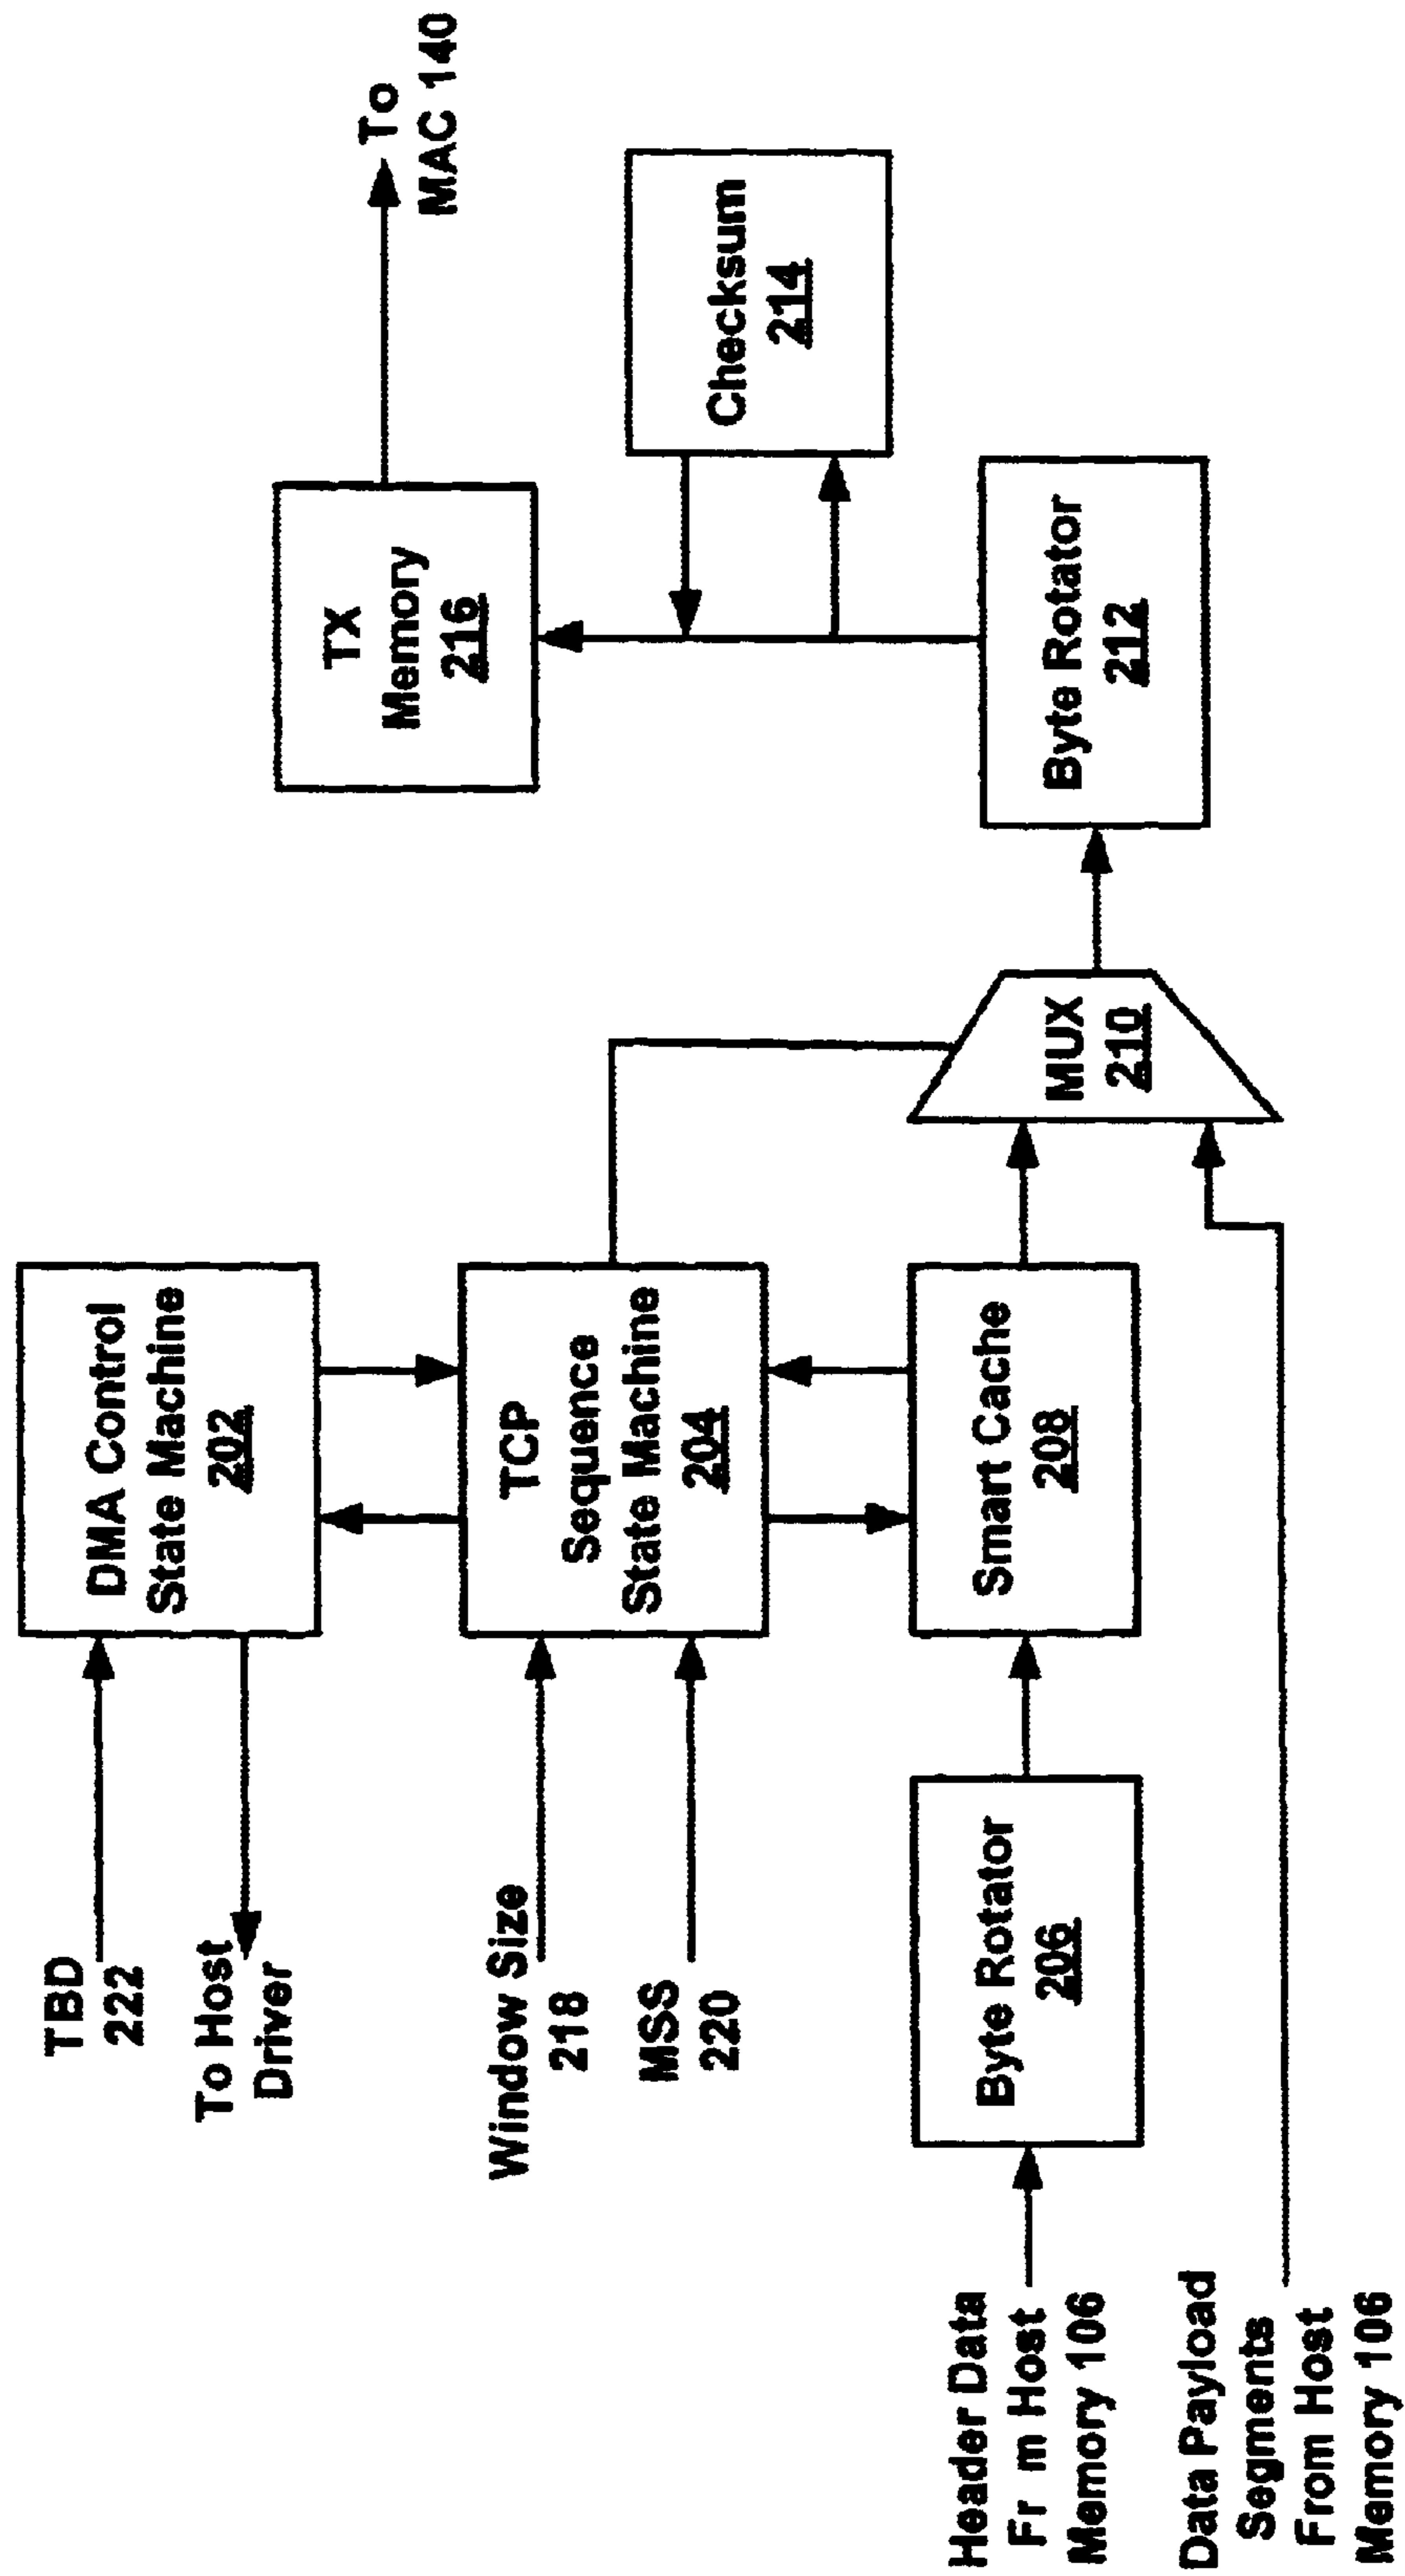 TBD
222
To Host
Driver
DMA Control
State Machine
202
Window Size
218
MSS
220
TCP
Sequence
State Machine
204
Header Data
Fr m Host
Memory 106
Byte Rotator
206
Smart Cache
208
Data Payload
Segments
From Host
Memory 106
MUX
210
Byte Rotator
212
Checksum
214
TX
Memory
216
To
MAC 140